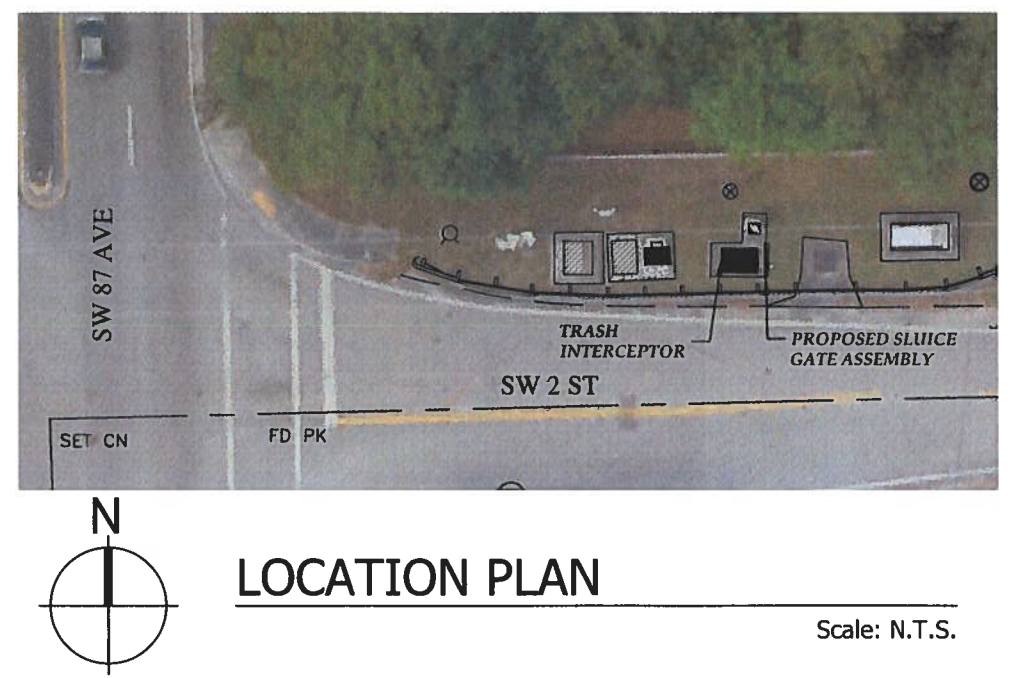 SW 87 AVE
TRASH
INTERCEPTOR
PROPOSED SLUICE
GATE ASSEMBLY
SW 2 ST
SET CN
FD PK
N
LOCATION PLAN
Scale: N.T.S.